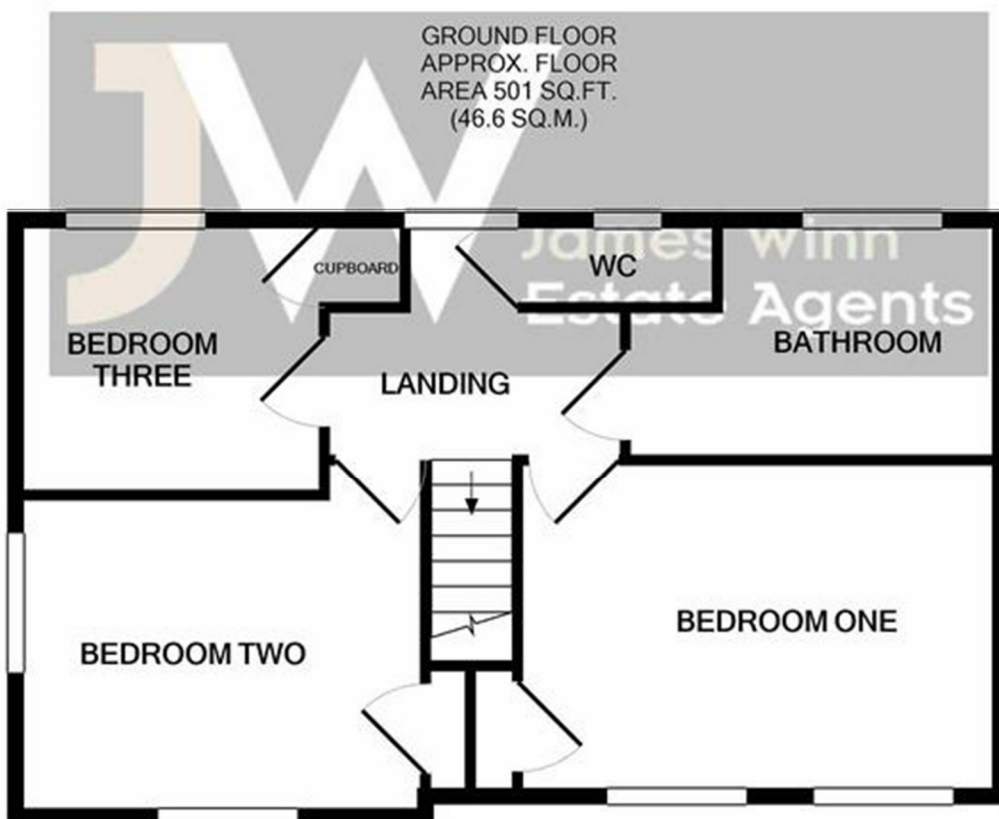 GROUND FLOOR
APPROX. FLOOR
AREA 501 SQ.FT.
(46.6 SQ.M.)
JW
James Winn
Estate Agents
CUPBOARD
WC
BEDROOM
THREE
LANDING
BATHROOM
BEDROOM TWO
BEDROOM ONE